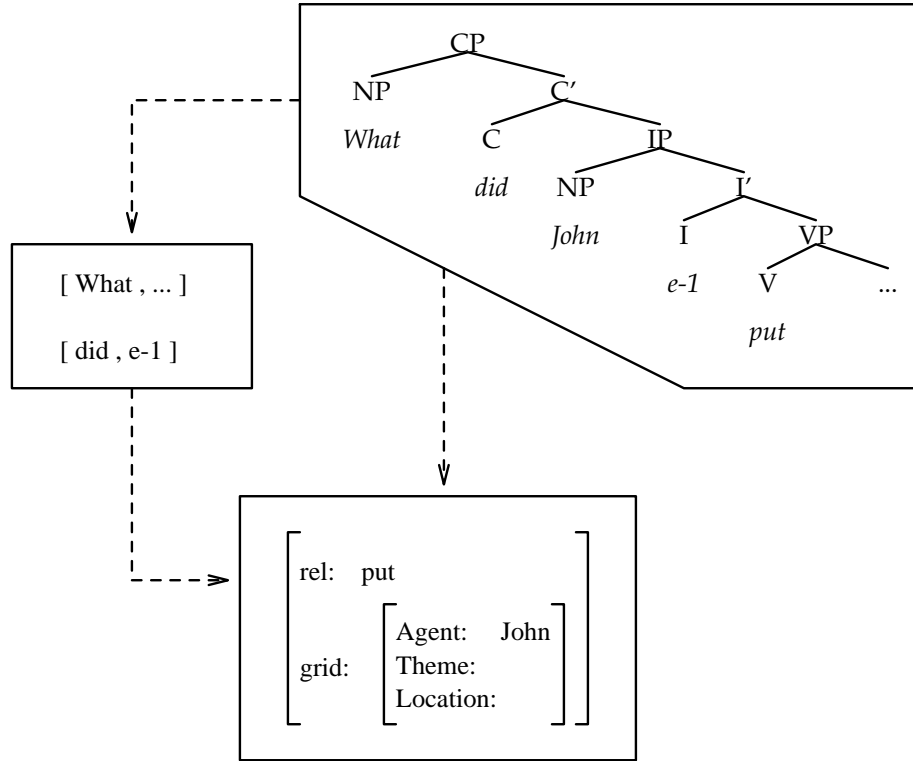 CP
NP C′
What C IP
did NP I′
John I VP
e-1 V ...
put
[ What , ... ]
[ did , e-1 ]
rel: put
grid:
Agent: John
Theme:
Location: